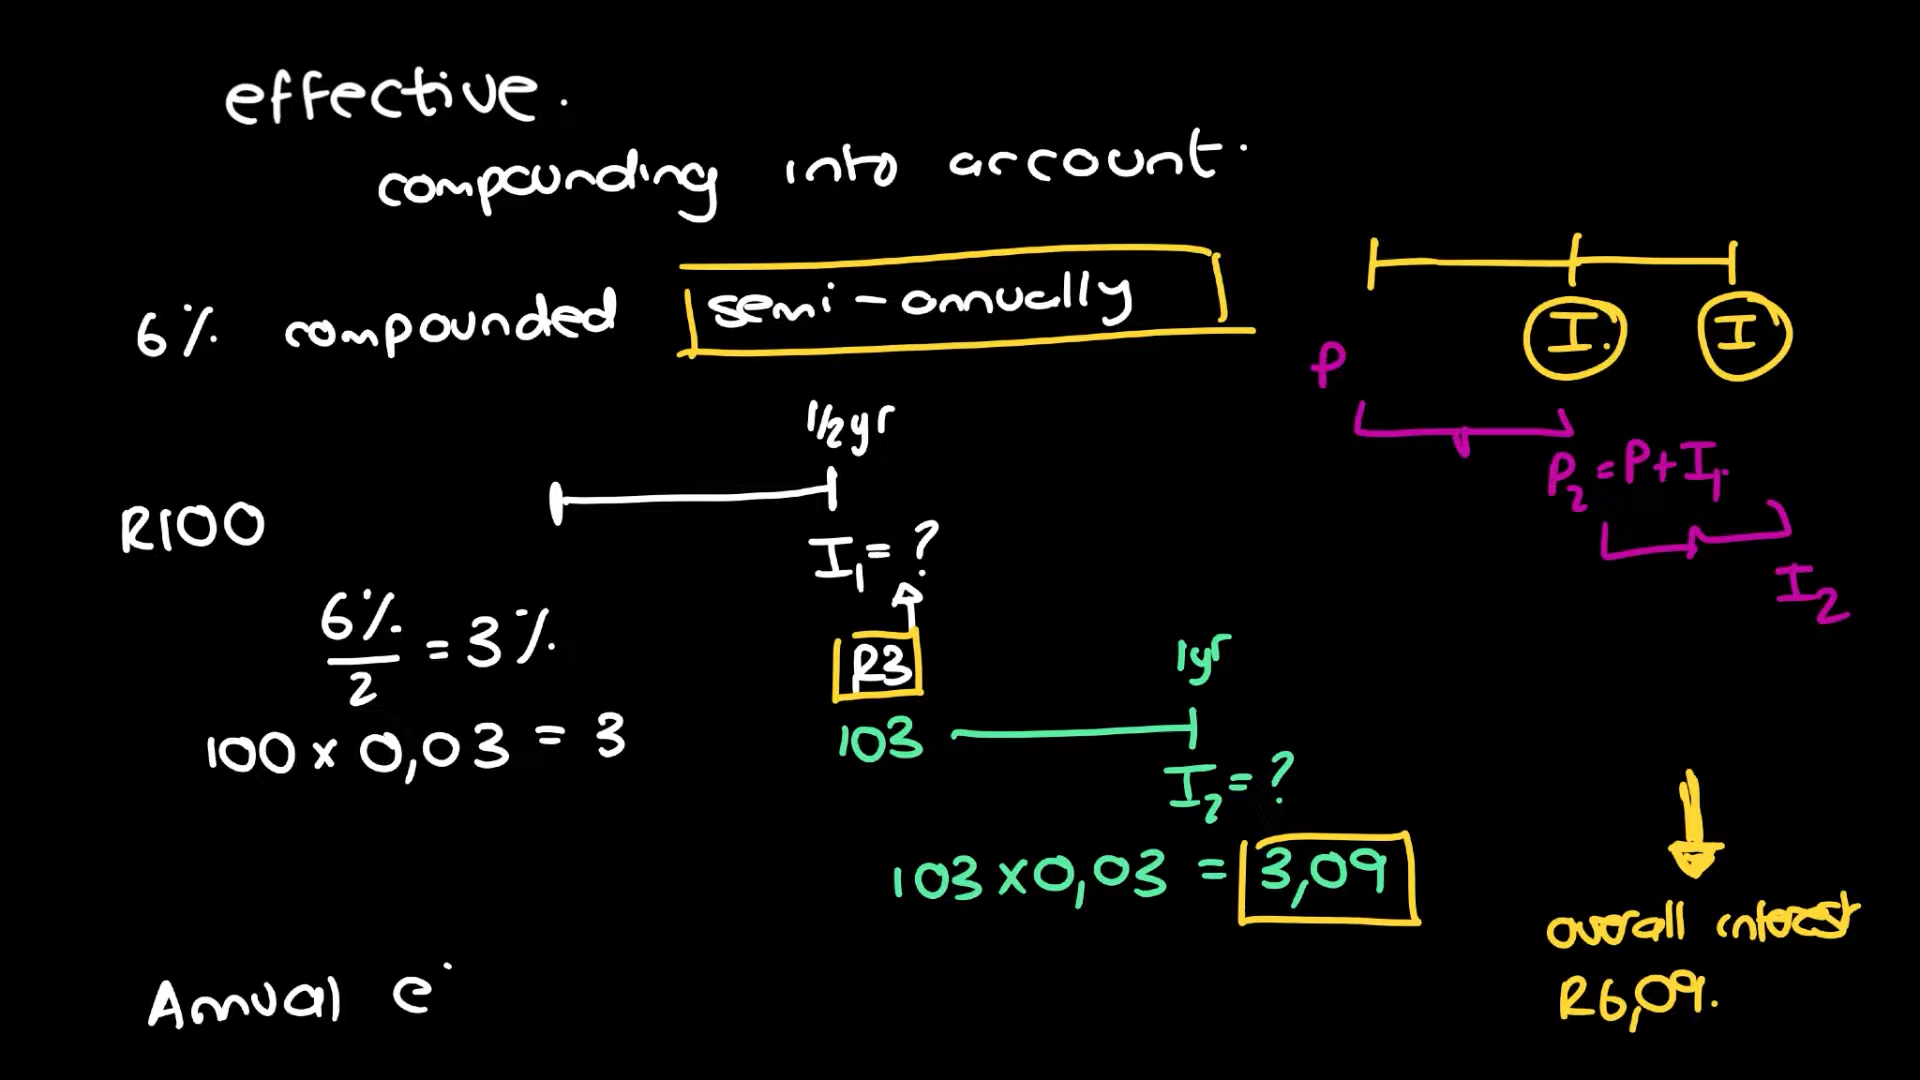 effective.
compounding into account.
6% compounded semi-annually
I. I
P
1/2yr
P2 = P+I1.
R100
I1 = ?
I2
6%/2 = 3%
R3
1yr
100 x 0,03 = 3
103
I2 = ?
103 x 0,03 = 3,09
overall interest
R6,09.
Annual e